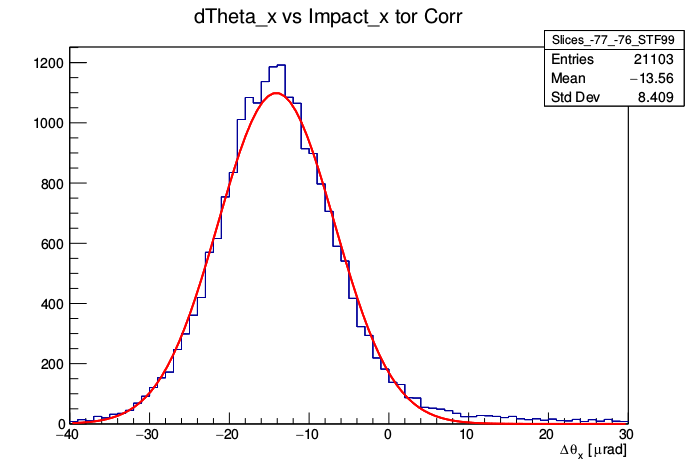 dTheta_x vs Impact_x tor Corr
Slices_-77_-76_STF99
Entries 21103
Mean −13.56
Std Dev 8.409
1200
1000
800
600
400
200
0
−40 −30 −20 −10 0 10 20 30
Δθx [μrad]